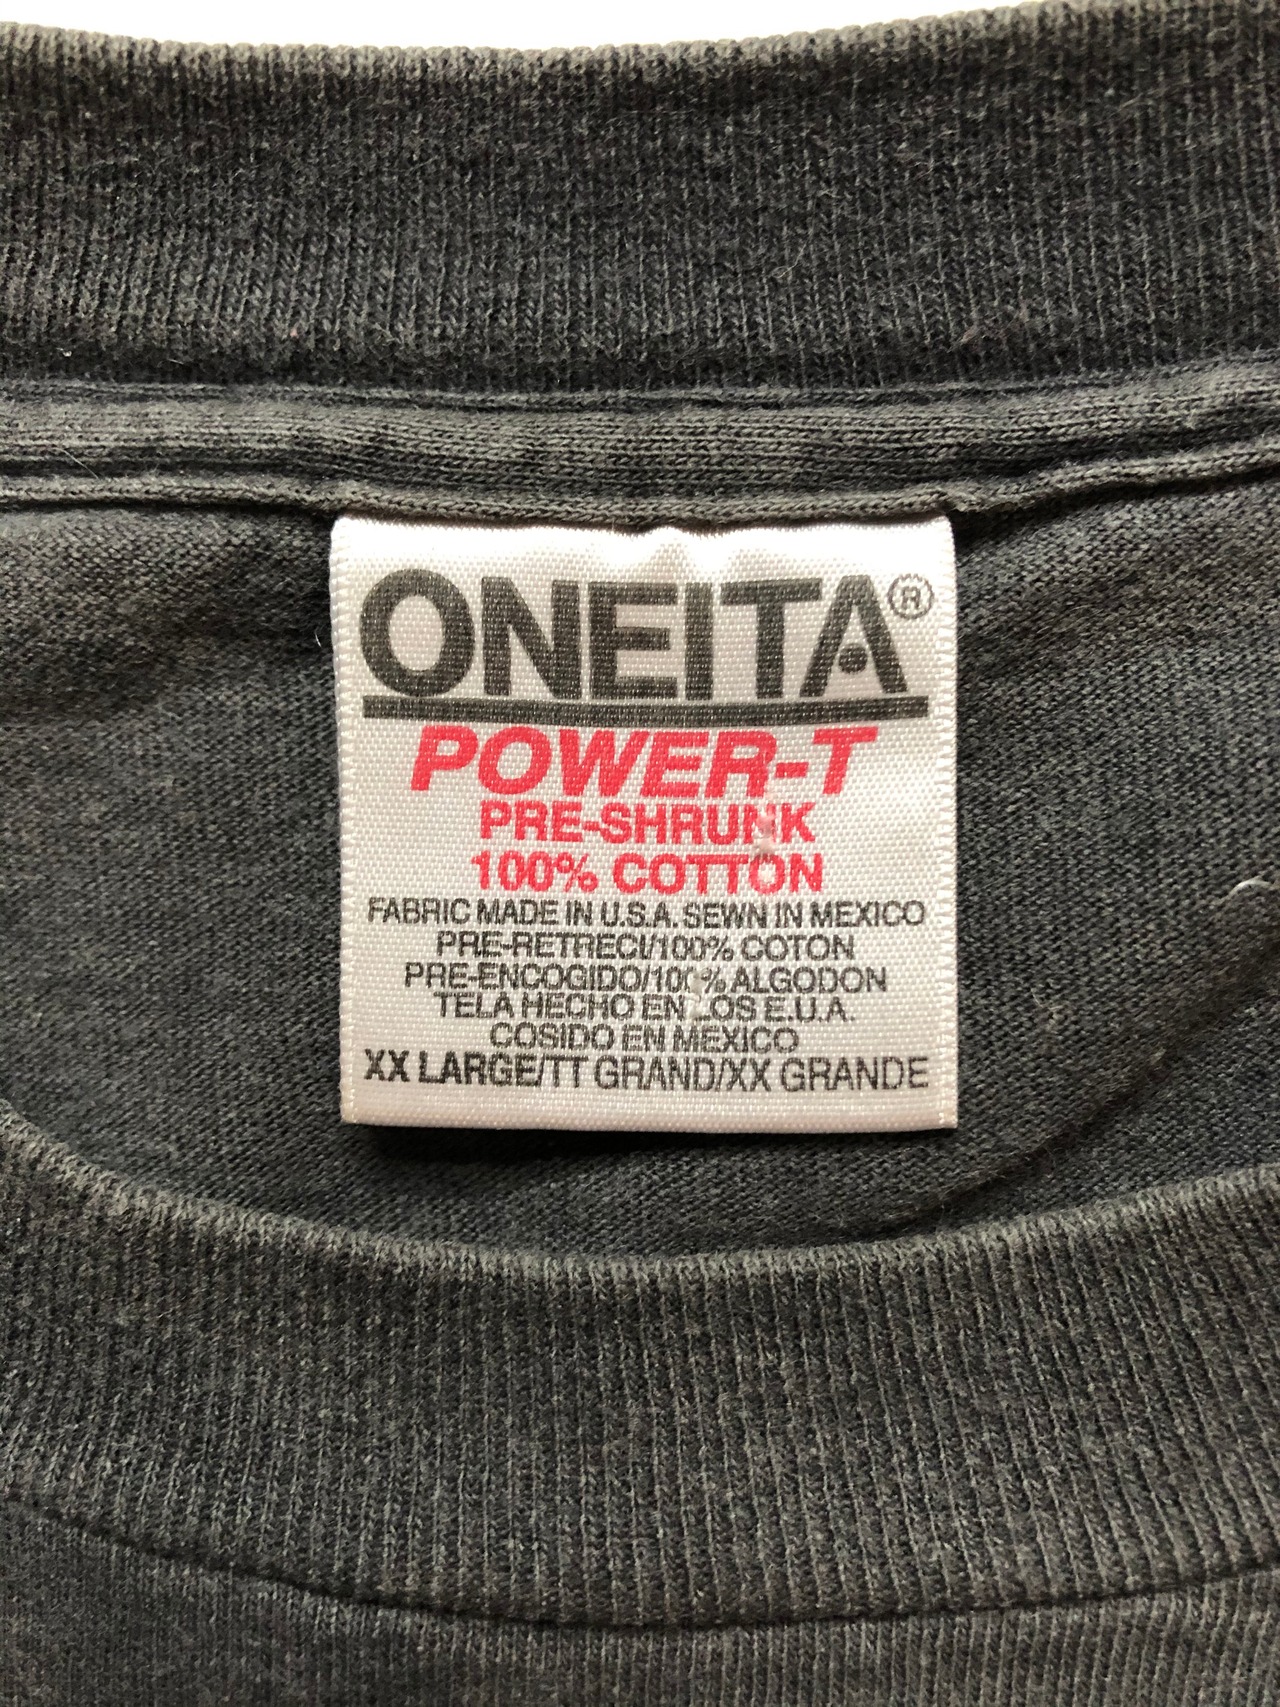 ONEITA®
POWER-T
PRE-SHRUNK
100% COTTON
FABRIC MADE IN U.S.A. SEWN IN MEXICO
PRE-RETRECI/100% COTON
PRE-ENCOGIDO/100% ALGODON
TELA HECHO EN LOS E.U.A.
COSIDO EN MEXICO
XX LARGE/TT GRAND/XX GRANDE